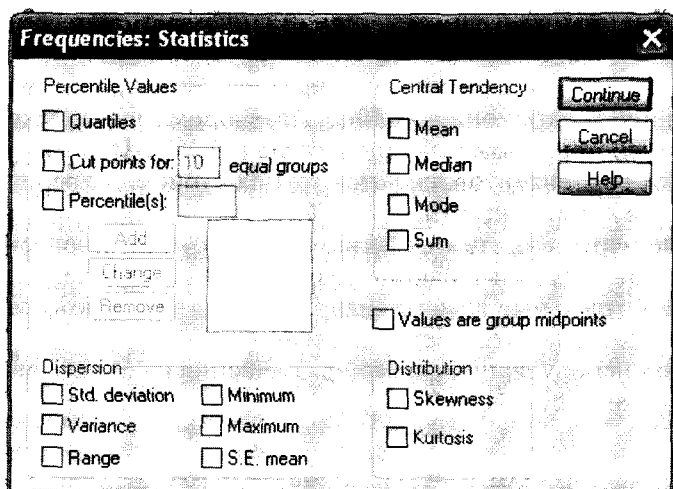 Frequencies: Statistics
Percentile Values
Quartiles
Cut points for: 10 equal groups
Percentile(s):
Add
Change
Remove
Central Tendency
Mean
Median
Mode
Sum
Continue
Cancel
Help
Values are group midpoints
Dispersion
Std. deviation
Minimum
Variance
Maximum
Range
S.E. mean
Distribution
Skewness
Kurtosis